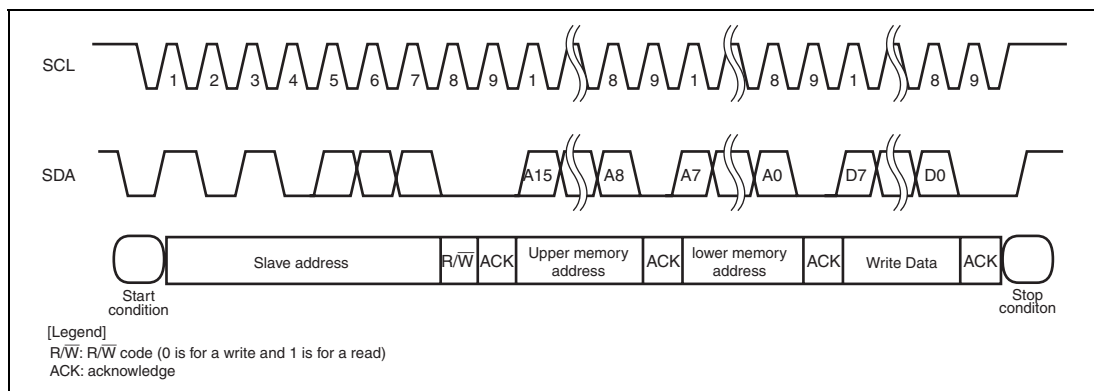 SCL
1 2 3 4 5 6 7 8 9 1 8 9 1 8 9 1 8 9
SDA
A15 A8 A7 A0 D7 D0
Slave address R/W̅ ACK Upper memory address ACK lower memory address ACK Write Data ACK
Start condition
Stop conditon
[Legend]
R/W̅: R/W̅ code (0 is for a write and 1 is for a read)
ACK: acknowledge